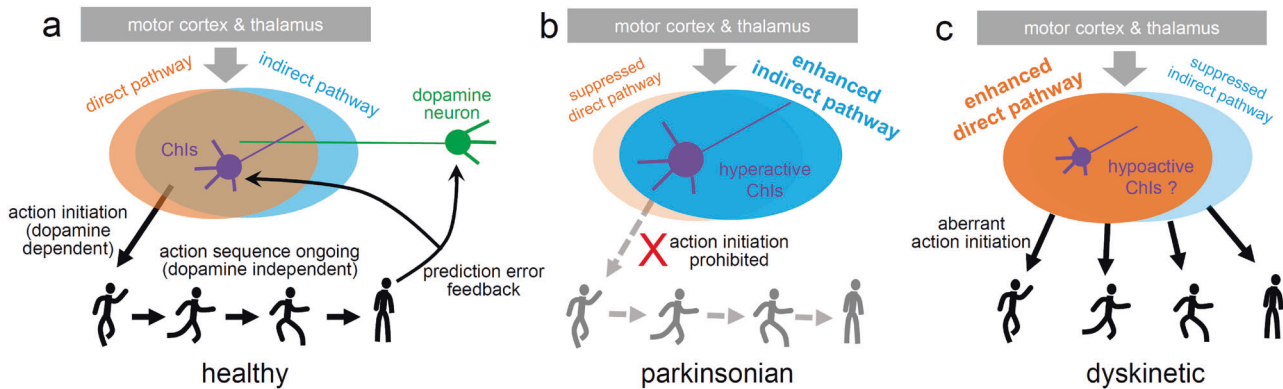 a
motor cortex & thalamus
direct pathway
indirect pathway
dopamine
neuron
ChIs
action initiation
(dopamine
dependent)
action sequence ongoing
(dopamine independent)
prediction error
feedback
healthy
b
motor cortex & thalamus
suppressed
direct pathway
enhanced
indirect pathway
hyperactive
ChIs
X
action initiation
prohibited
parkinsonian
c
motor cortex & thalamus
enhanced
direct pathway
suppressed
indirect pathway
hypoactive
ChIs ?
aberrant
action initiation
dyskinetic